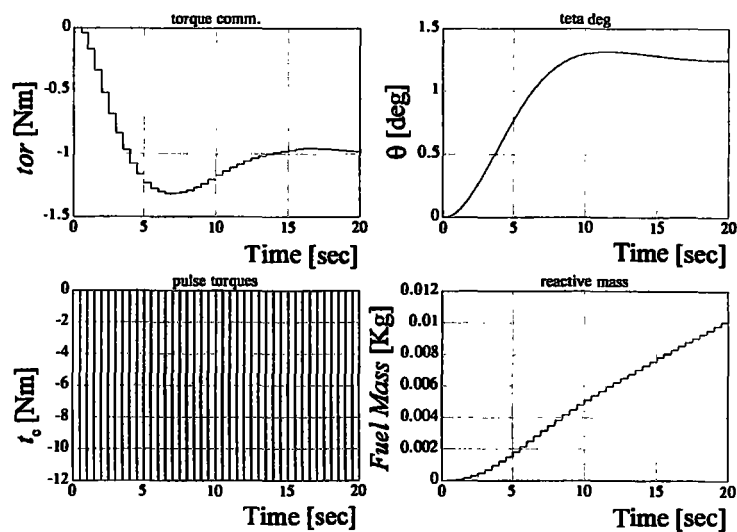 torque comm.
0
-0.5
-1
-1.5
tor [Nm]
0 5 10 15 20
Time [sec]
teta deg
1.5
1
0.5
0
θ [deg]
0 5 10 15 20
Time [sec]
pulse torques
0
-2
-4
-6
-8
-10
-12
t_c [Nm]
0 5 10 15 20
Time [sec]
reactive mass
0.012
0.01
0.008
0.006
0.004
0.002
0
Fuel Mass [Kg]
0 5 10 15 20
Time [sec]